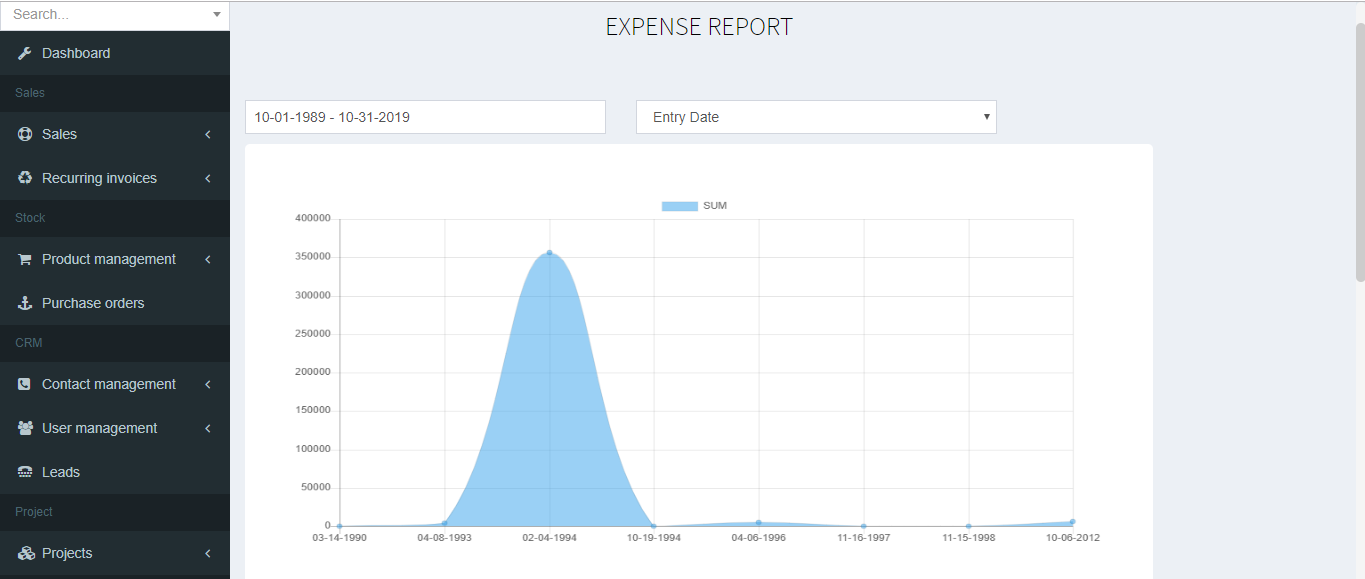 Search...
Dashboard
Sales
Sales
Recurring invoices
Stock
Product management
Purchase orders
CRM
Contact management
User management
Leads
Project
Projects
EXPENSE REPORT
10-01-1989 - 10-31-2019
Entry Date
SUM
400000
350000
300000
250000
200000
150000
100000
50000
0
03-14-1990 04-08-1993 02-04-1994 10-19-1994 04-06-1996 11-16-1997 11-15-1998 10-06-2012